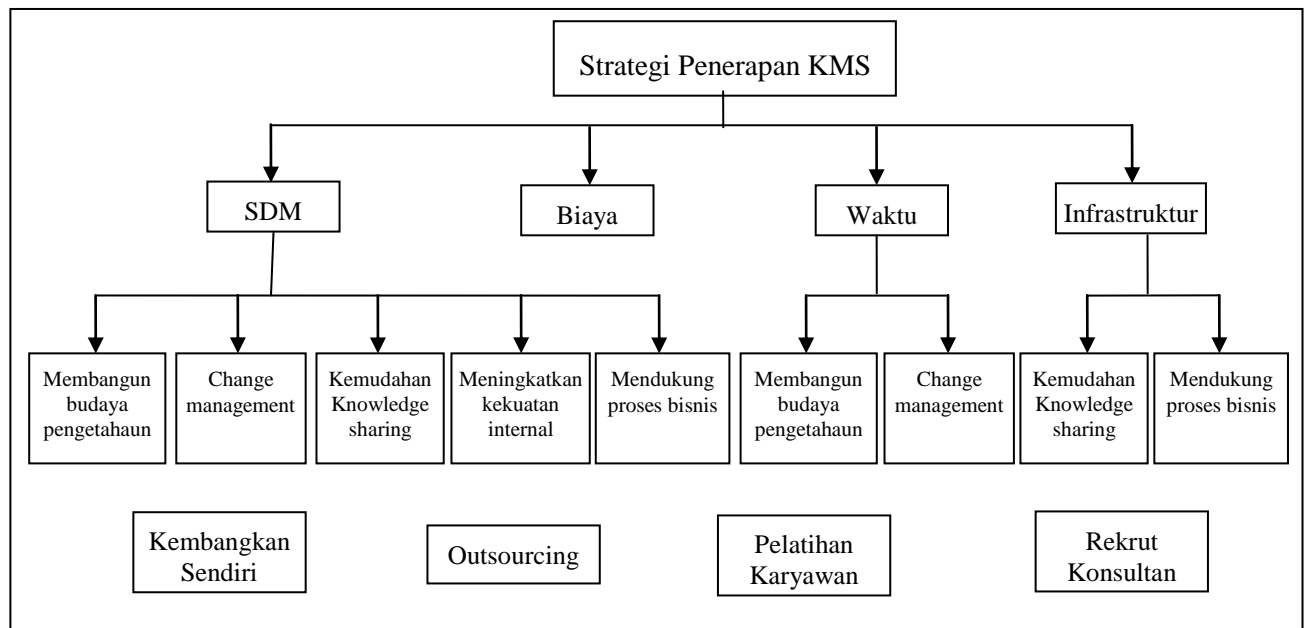 Strategi Penerapan KMS
SDM
Biaya
Waktu
Infrastruktur
Membangun
budaya
pengetahaun
Change
management
Kemudahan
Knowledge
sharing
Meningkatkan
kekuatan
internal
Mendukung
proses bisnis
Membangun
budaya
pengetahaun
Change
management
Kemudahan
Knowledge
sharing
Mendukung
proses bisnis
Kembangkan
Sendiri
Outsourcing
Pelatihan
Karyawan
Rekrut
Konsultan